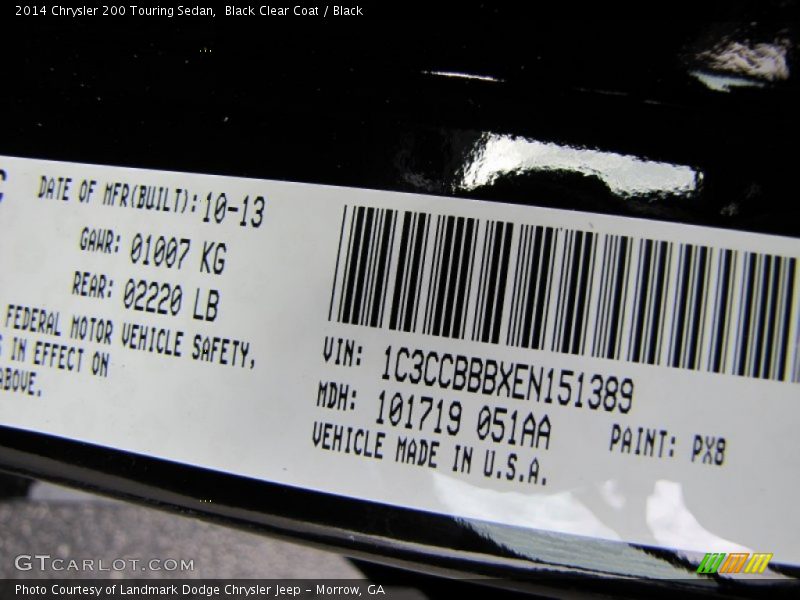 2014 Chrysler 200 Touring Sedan,  Black Clear Coat / Black
DATE OF MFR(BUILT): 10-13
GAWR: 01007 KG
REAR: 02220 LB
FEDERAL MOTOR VEHICLE SAFETY,
IN EFFECT ON
ABOVE.
VIN: 1C3CCBBBXEN151389
MDH: 101719 051AA
PAINT: PX8
VEHICLE MADE IN U.S.A.
GTCARLOT.COM
Photo Courtesy of Landmark Dodge Chrysler Jeep - Morrow, GA